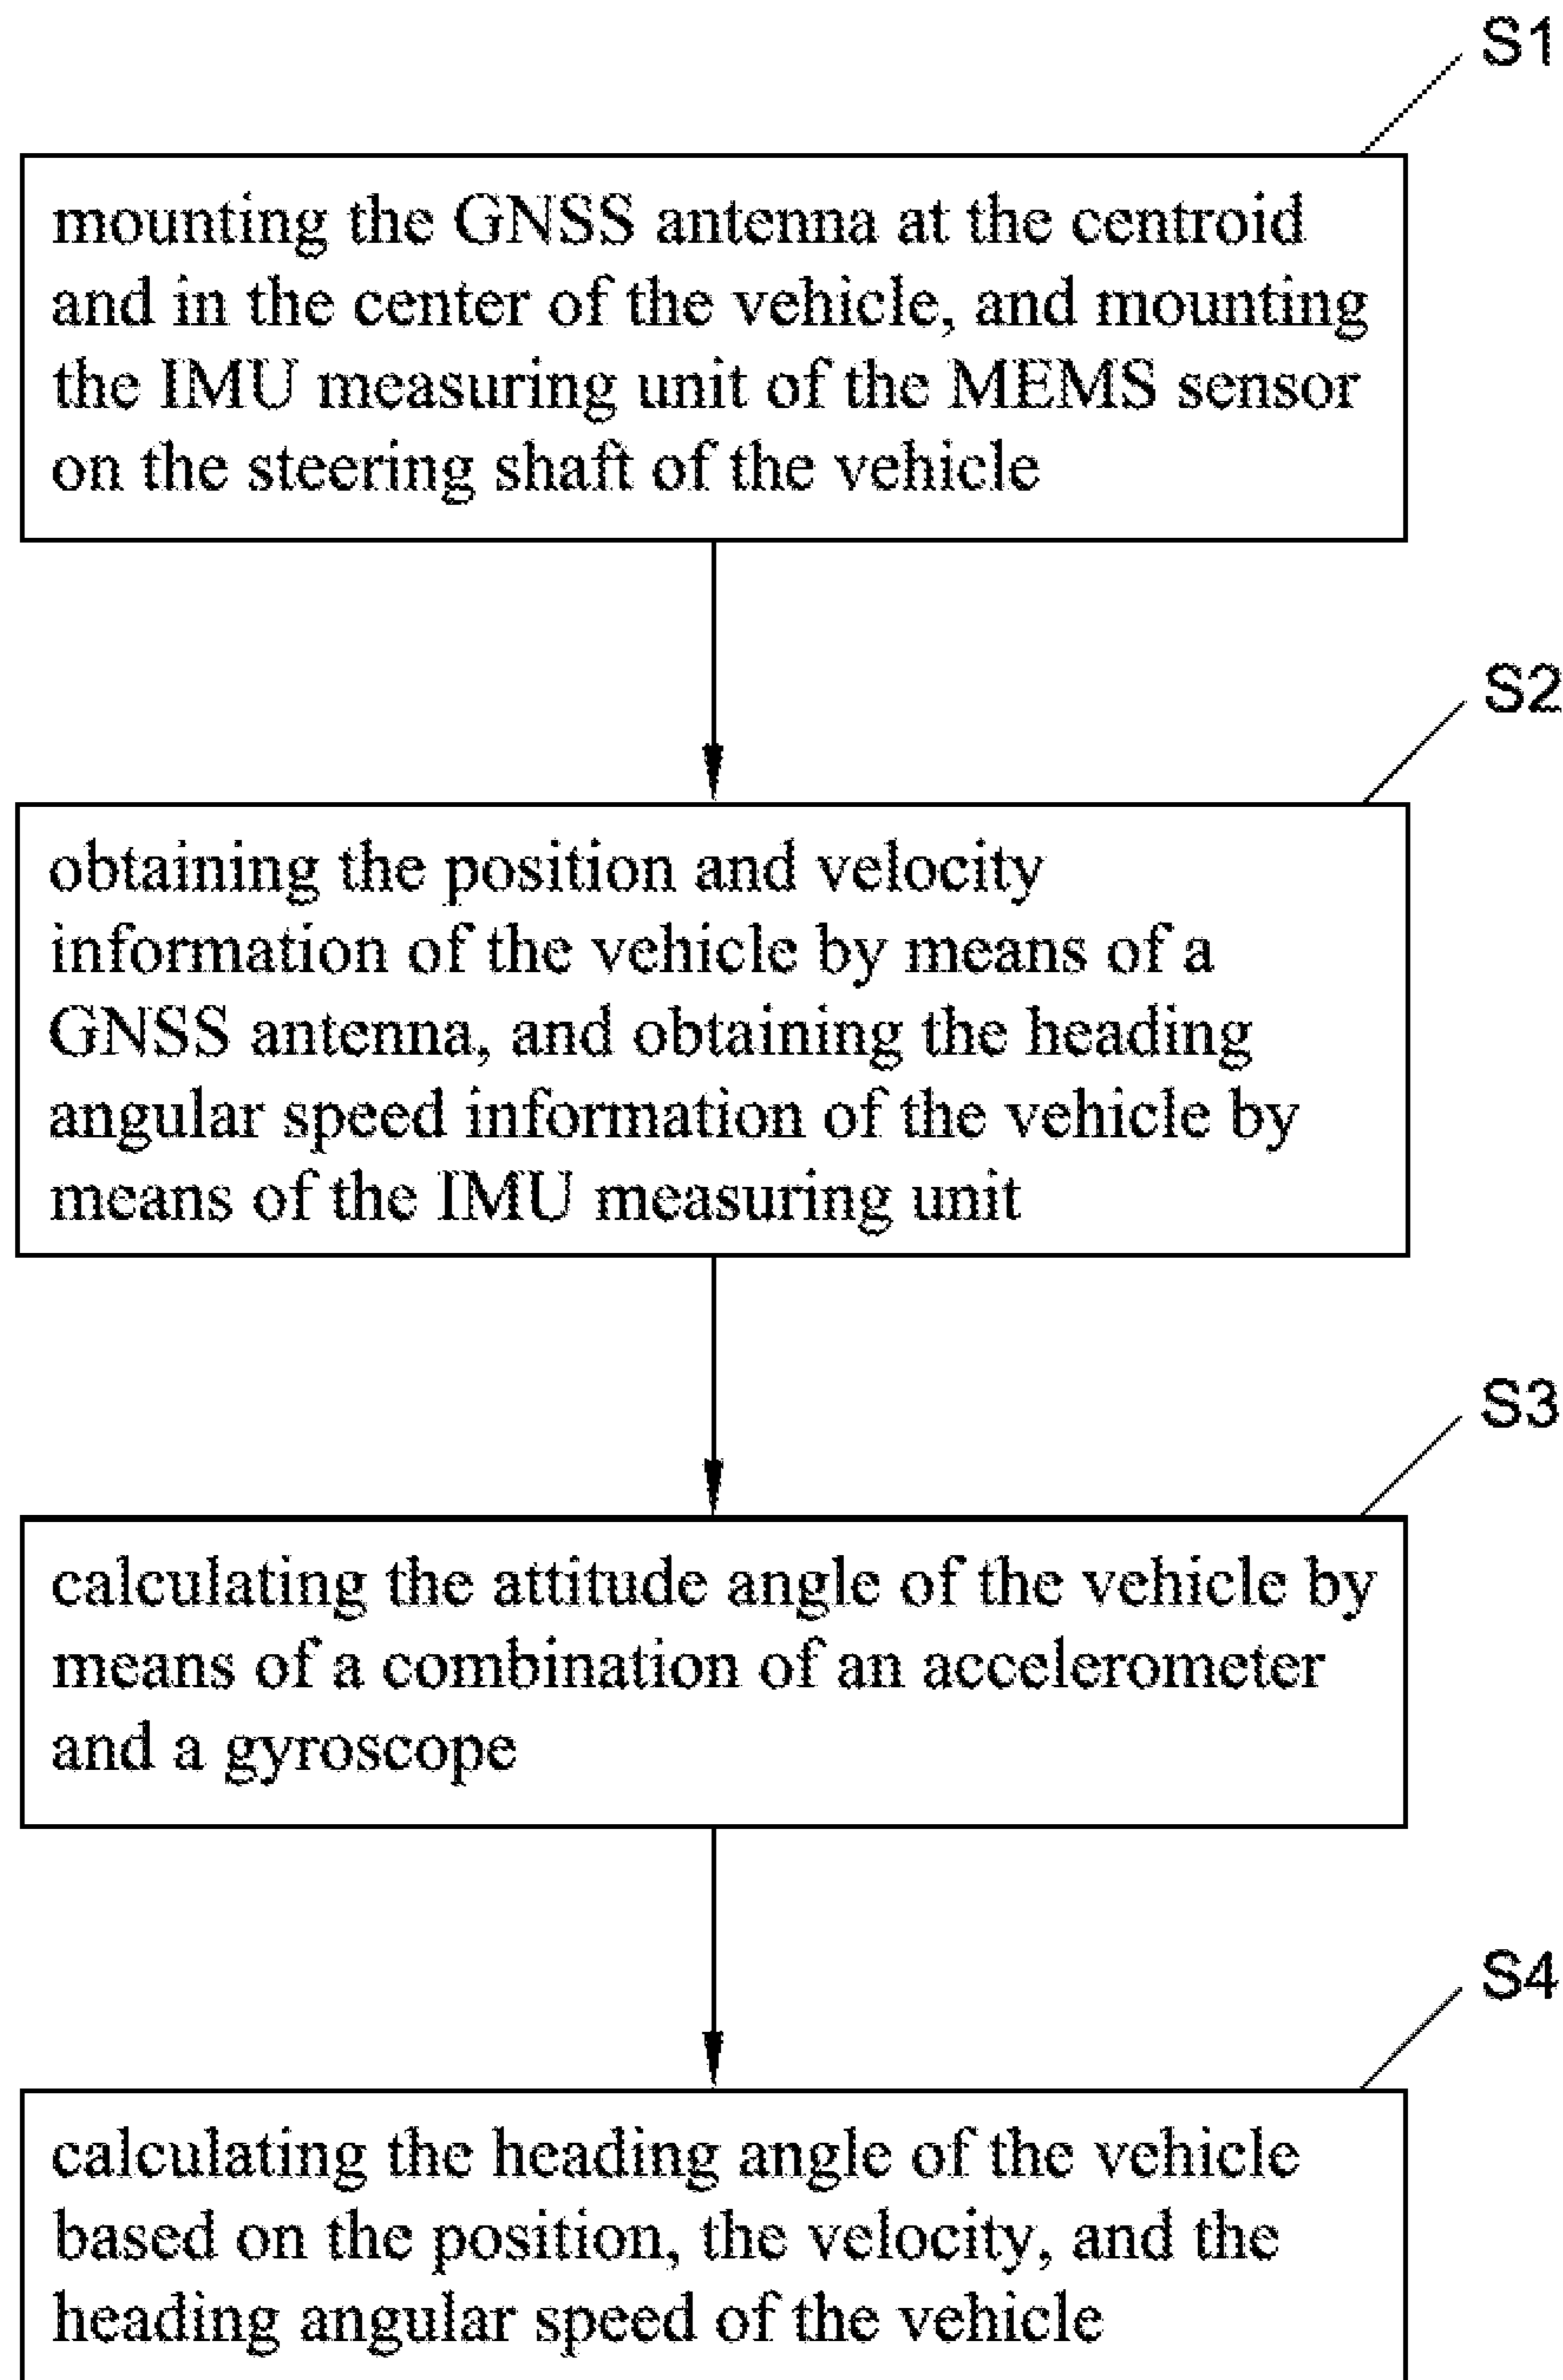 S1
mounting the GNSS antenna at the centroid
and in the center of the vehicle, and mounting
the IMU measuring unit of the MEMS sensor
on the steering shaft of the vehicle
S2
obtaining the position and velocity
information of the vehicle by means of a
GNSS antenna, and obtaining the heading
angular speed information of the vehicle by
means of the IMU measuring unit
S3
calculating the attitude angle of the vehicle by
means of a combination of an accelerometer
and a gyroscope
S4
calculating the heading angle of the vehicle
based on the position, the velocity, and the
heading angular speed of the vehicle